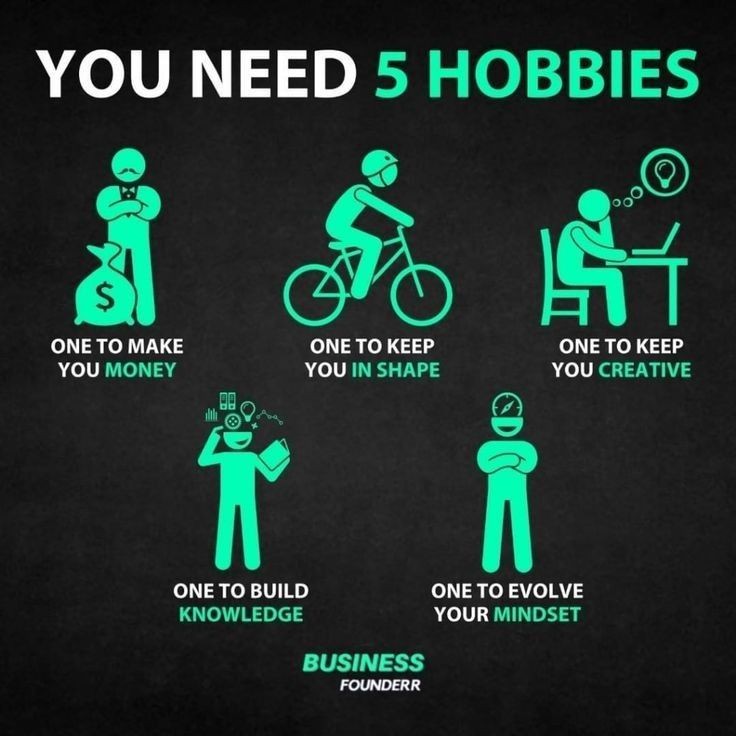 YOU NEED 5 HOBBIES
$
ONE TO MAKE
YOU MONEY
ONE TO KEEP
YOU IN SHAPE
ONE TO KEEP
YOU CREATIVE
ONE TO BUILD
KNOWLEDGE
ONE TO EVOLVE
YOUR MINDSET
BUSINESS
FOUNDERR